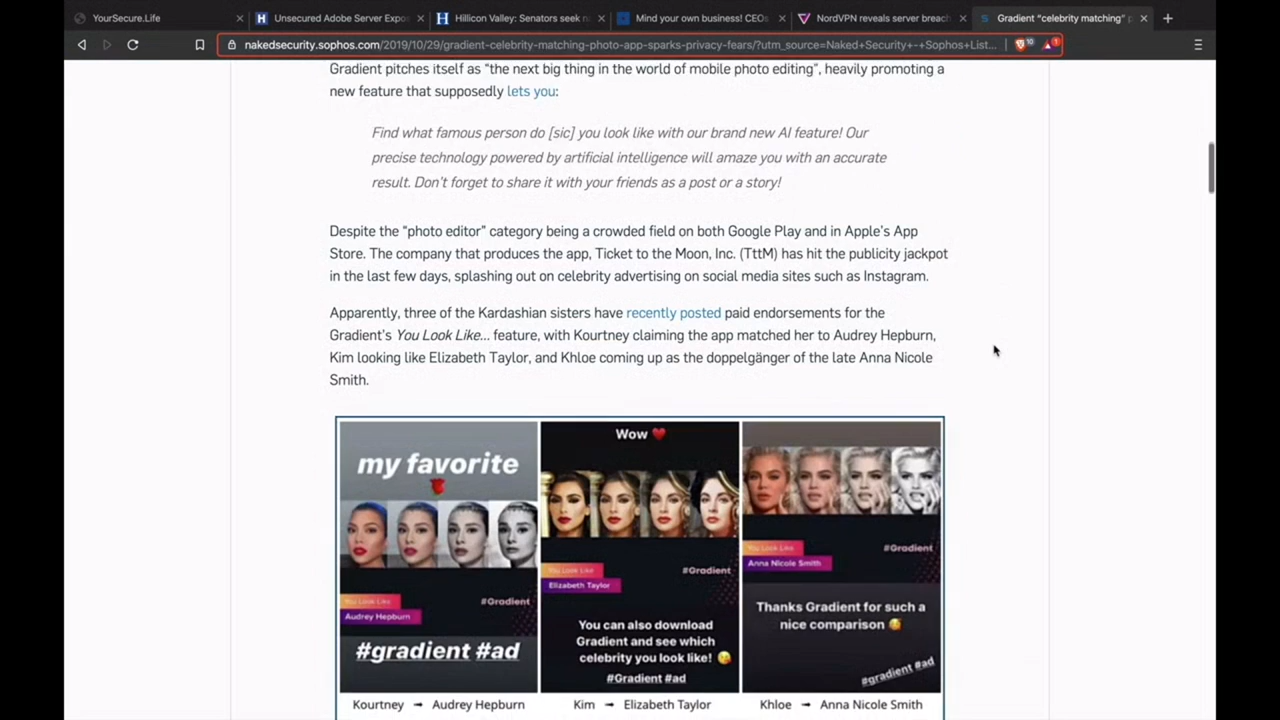 YourSecure.Life
Unsecured Adobe Server Expo
Hillicon Valley: Senators seek n
Mind your own business! CEOs
NordVPN reveals server breach
Gradient "celebrity matching" p
nakedsecurity.sophos.com/2019/10/29/gradient-celebrity-matching-photo-app-sparks-privacy-fears/?utm_source=Naked+Security+-+Sophos+List...
10
1
Gradient pitches itself as “the next big thing in the world of mobile photo editing”, heavily promoting a
new feature that supposedly lets you:
Find what famous person do [sic] you look like with our brand new AI feature! Our
precise technology powered by artificial intelligence will amaze you with an accurate
result. Don’t forget to share it with your friends as a post or a story!
Despite the “photo editor” category being a crowded field on both Google Play and in Apple’s App
Store. The company that produces the app, Ticket to the Moon, Inc. (TttM) has hit the publicity jackpot
in the last few days, splashing out on celebrity advertising on social media sites such as Instagram.
Apparently, three of the Kardashian sisters have recently posted paid endorsements for the
Gradient’s You Look Like… feature, with Kourtney claiming the app matched her to Audrey Hepburn,
Kim looking like Elizabeth Taylor, and Khloe coming up as the doppelgänger of the late Anna Nicole
Smith.
my favorite
You Look Like
#Gradient
Audrey Hepburn
#gradient #ad
Wow ❤️
You Look Like
#Gradient
Elizabeth Taylor
You can also download
Gradient and see which
celebrity you look like! 😘
#Gradient #ad
You Look Like
#Gradient
Anna Nicole Smith
Thanks Gradient for such a
nice comparison 🥰
#gradient #ad
Kourtney → Audrey Hepburn
Kim → Elizabeth Taylor
Khloe → Anna Nicole Smith